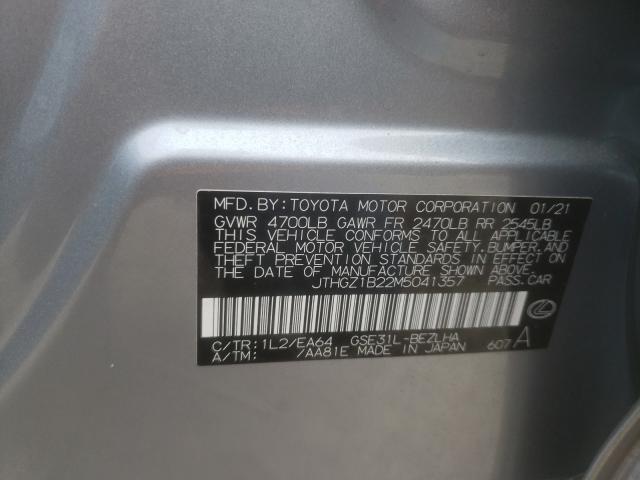 MFD. BY: TOYOTA MOTOR CORPORATION 01/21
GVWR 4700LB GAWR FR 2470LB RR 2545LB
THIS VEHICLE CONFORMS TO ALL APPLICABLE
FEDERAL MOTOR VEHICLE SAFETY, BUMPER, AND
THEFT PREVENTION STANDARDS IN EFFECT ON
THE DATE OF MANUFACTURE SHOWN ABOVE.
JTHGZ1B22M5041357 PASS.CAR
C/TR: 1L2/EA64 GSE31L-BEZLHA
A/TM: /AA81E MADE IN JAPAN 607 A